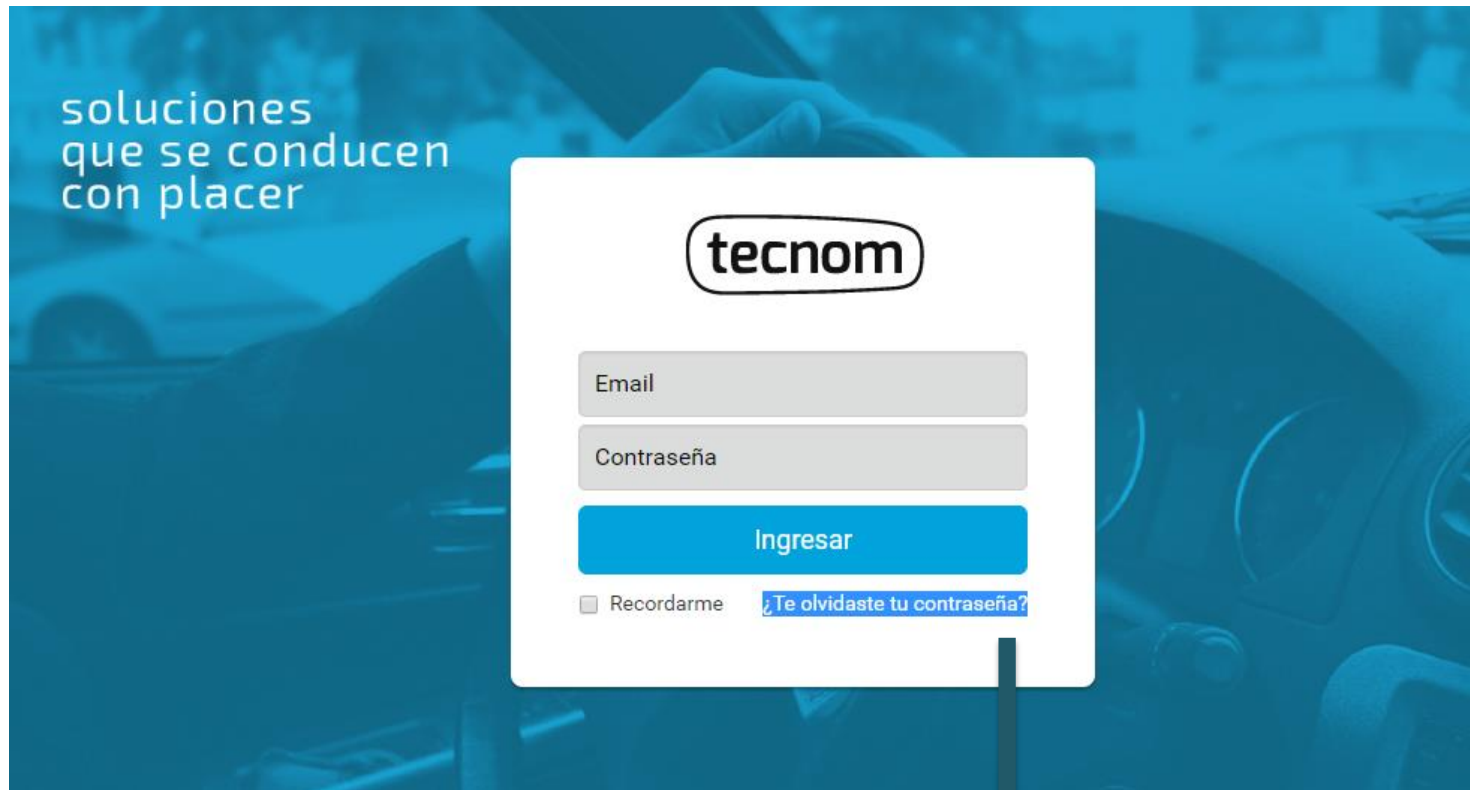 soluciones
que se conducen
con placer
tecnom
Email
Contraseña
Ingresar
Recordarme ¿Te olvidaste tu contraseña?